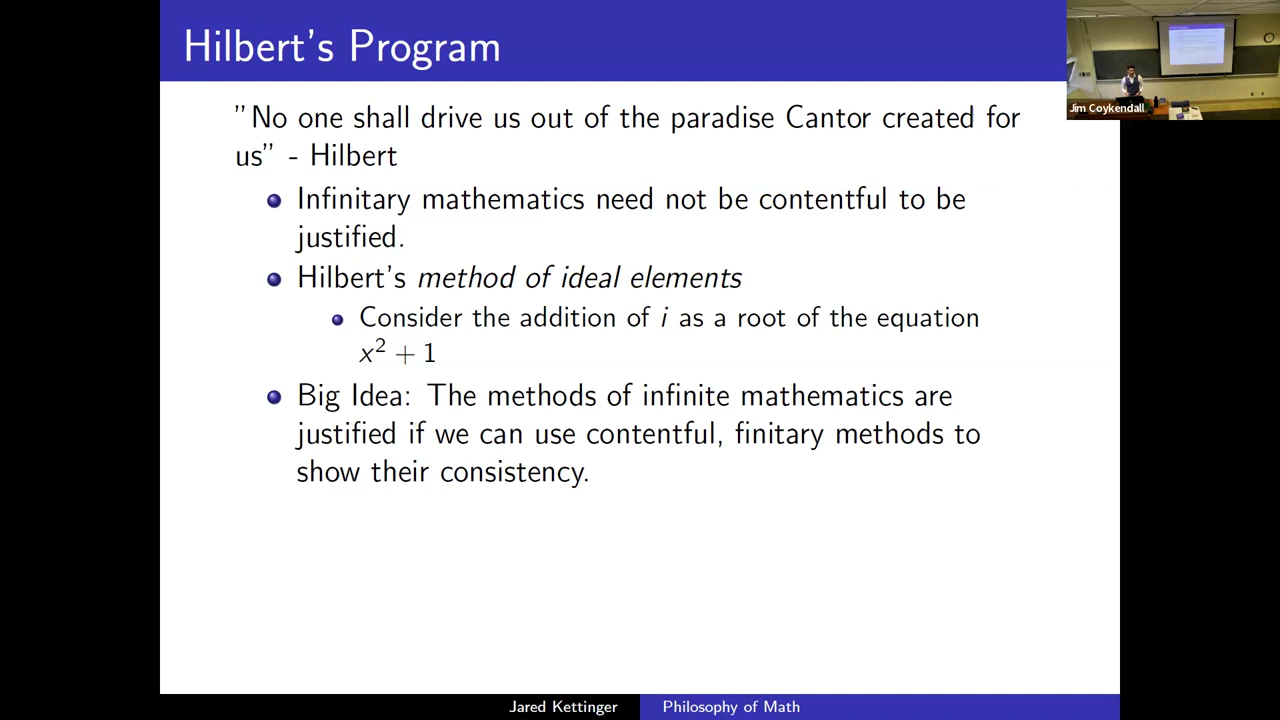 Hilbert's Program
"No one shall drive us out of the paradise Cantor created for
us" - Hilbert
Infinitary mathematics need not be contentful to be
justified.
Hilbert's method of ideal elements
Consider the addition of i as a root of the equation
x² + 1
Big Idea: The methods of infinite mathematics are
justified if we can use contentful, finitary methods to
show their consistency.
Jim Coykendall
Jared Kettinger
Philosophy of Math